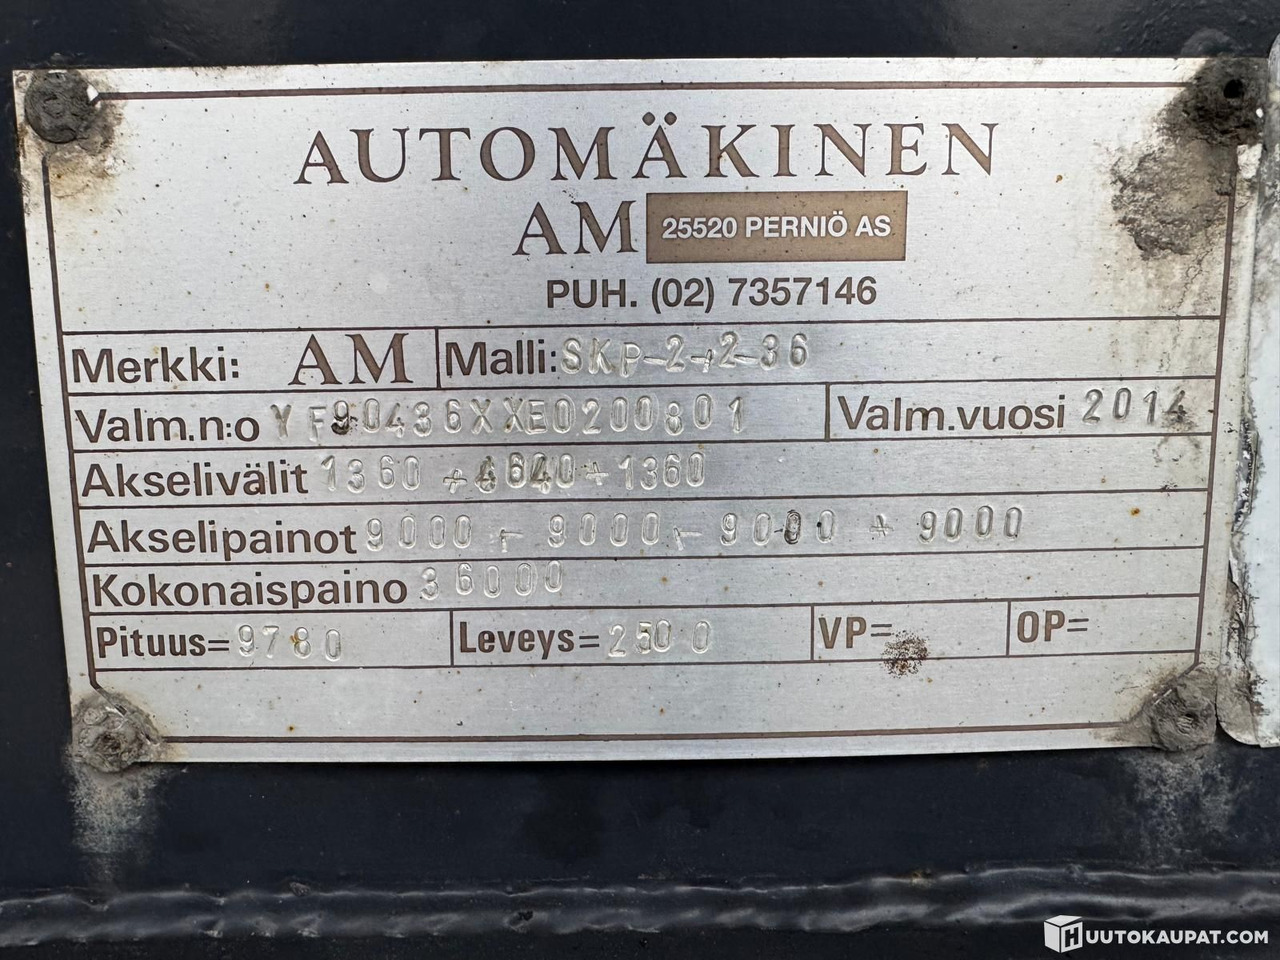 AUTOMÄKINEN
AM 25520 PERNIÖ AS
PUH. (02) 7357146
Merkki: AM Malli: SKP-2+2-36
Valm.n:o YF90436XXE0200801 Valm.vuosi 2014
Akselivälit 1360 + 4640 + 1360
Akselipainot 9000 + 9000 + 9000 + 9000
Kokonaispaino 36000
Pituus= 9780 Leveys= 2500 VP= OP=
HUUTOKAUPAT.COM